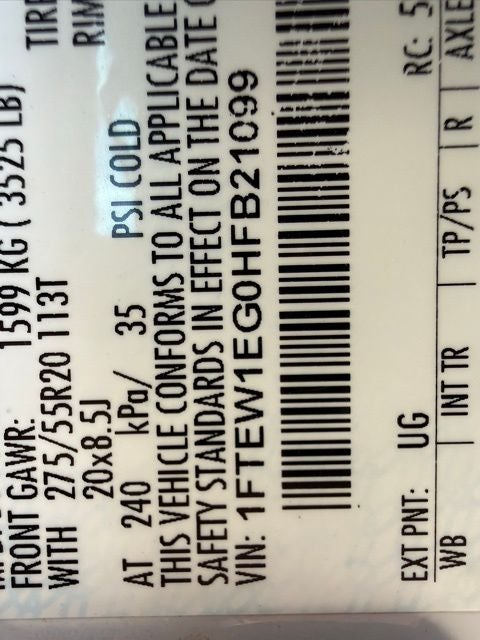 FRONT GAWR: 1599 KG ( 3525 LB) TIRE
WITH 275/55R20 113T RIM
20x8.5J
AT 240 kPa/ 35 PSI COLD
THIS VEHICLE CONFORMS TO ALL APPLICABLE
SAFETY STANDARDS IN EFFECT ON THE DATE
VIN: 1FTEW1EG0HFB21099
EXT PNT: UG RC: 5
WB INT TR TP/PS R AXLE